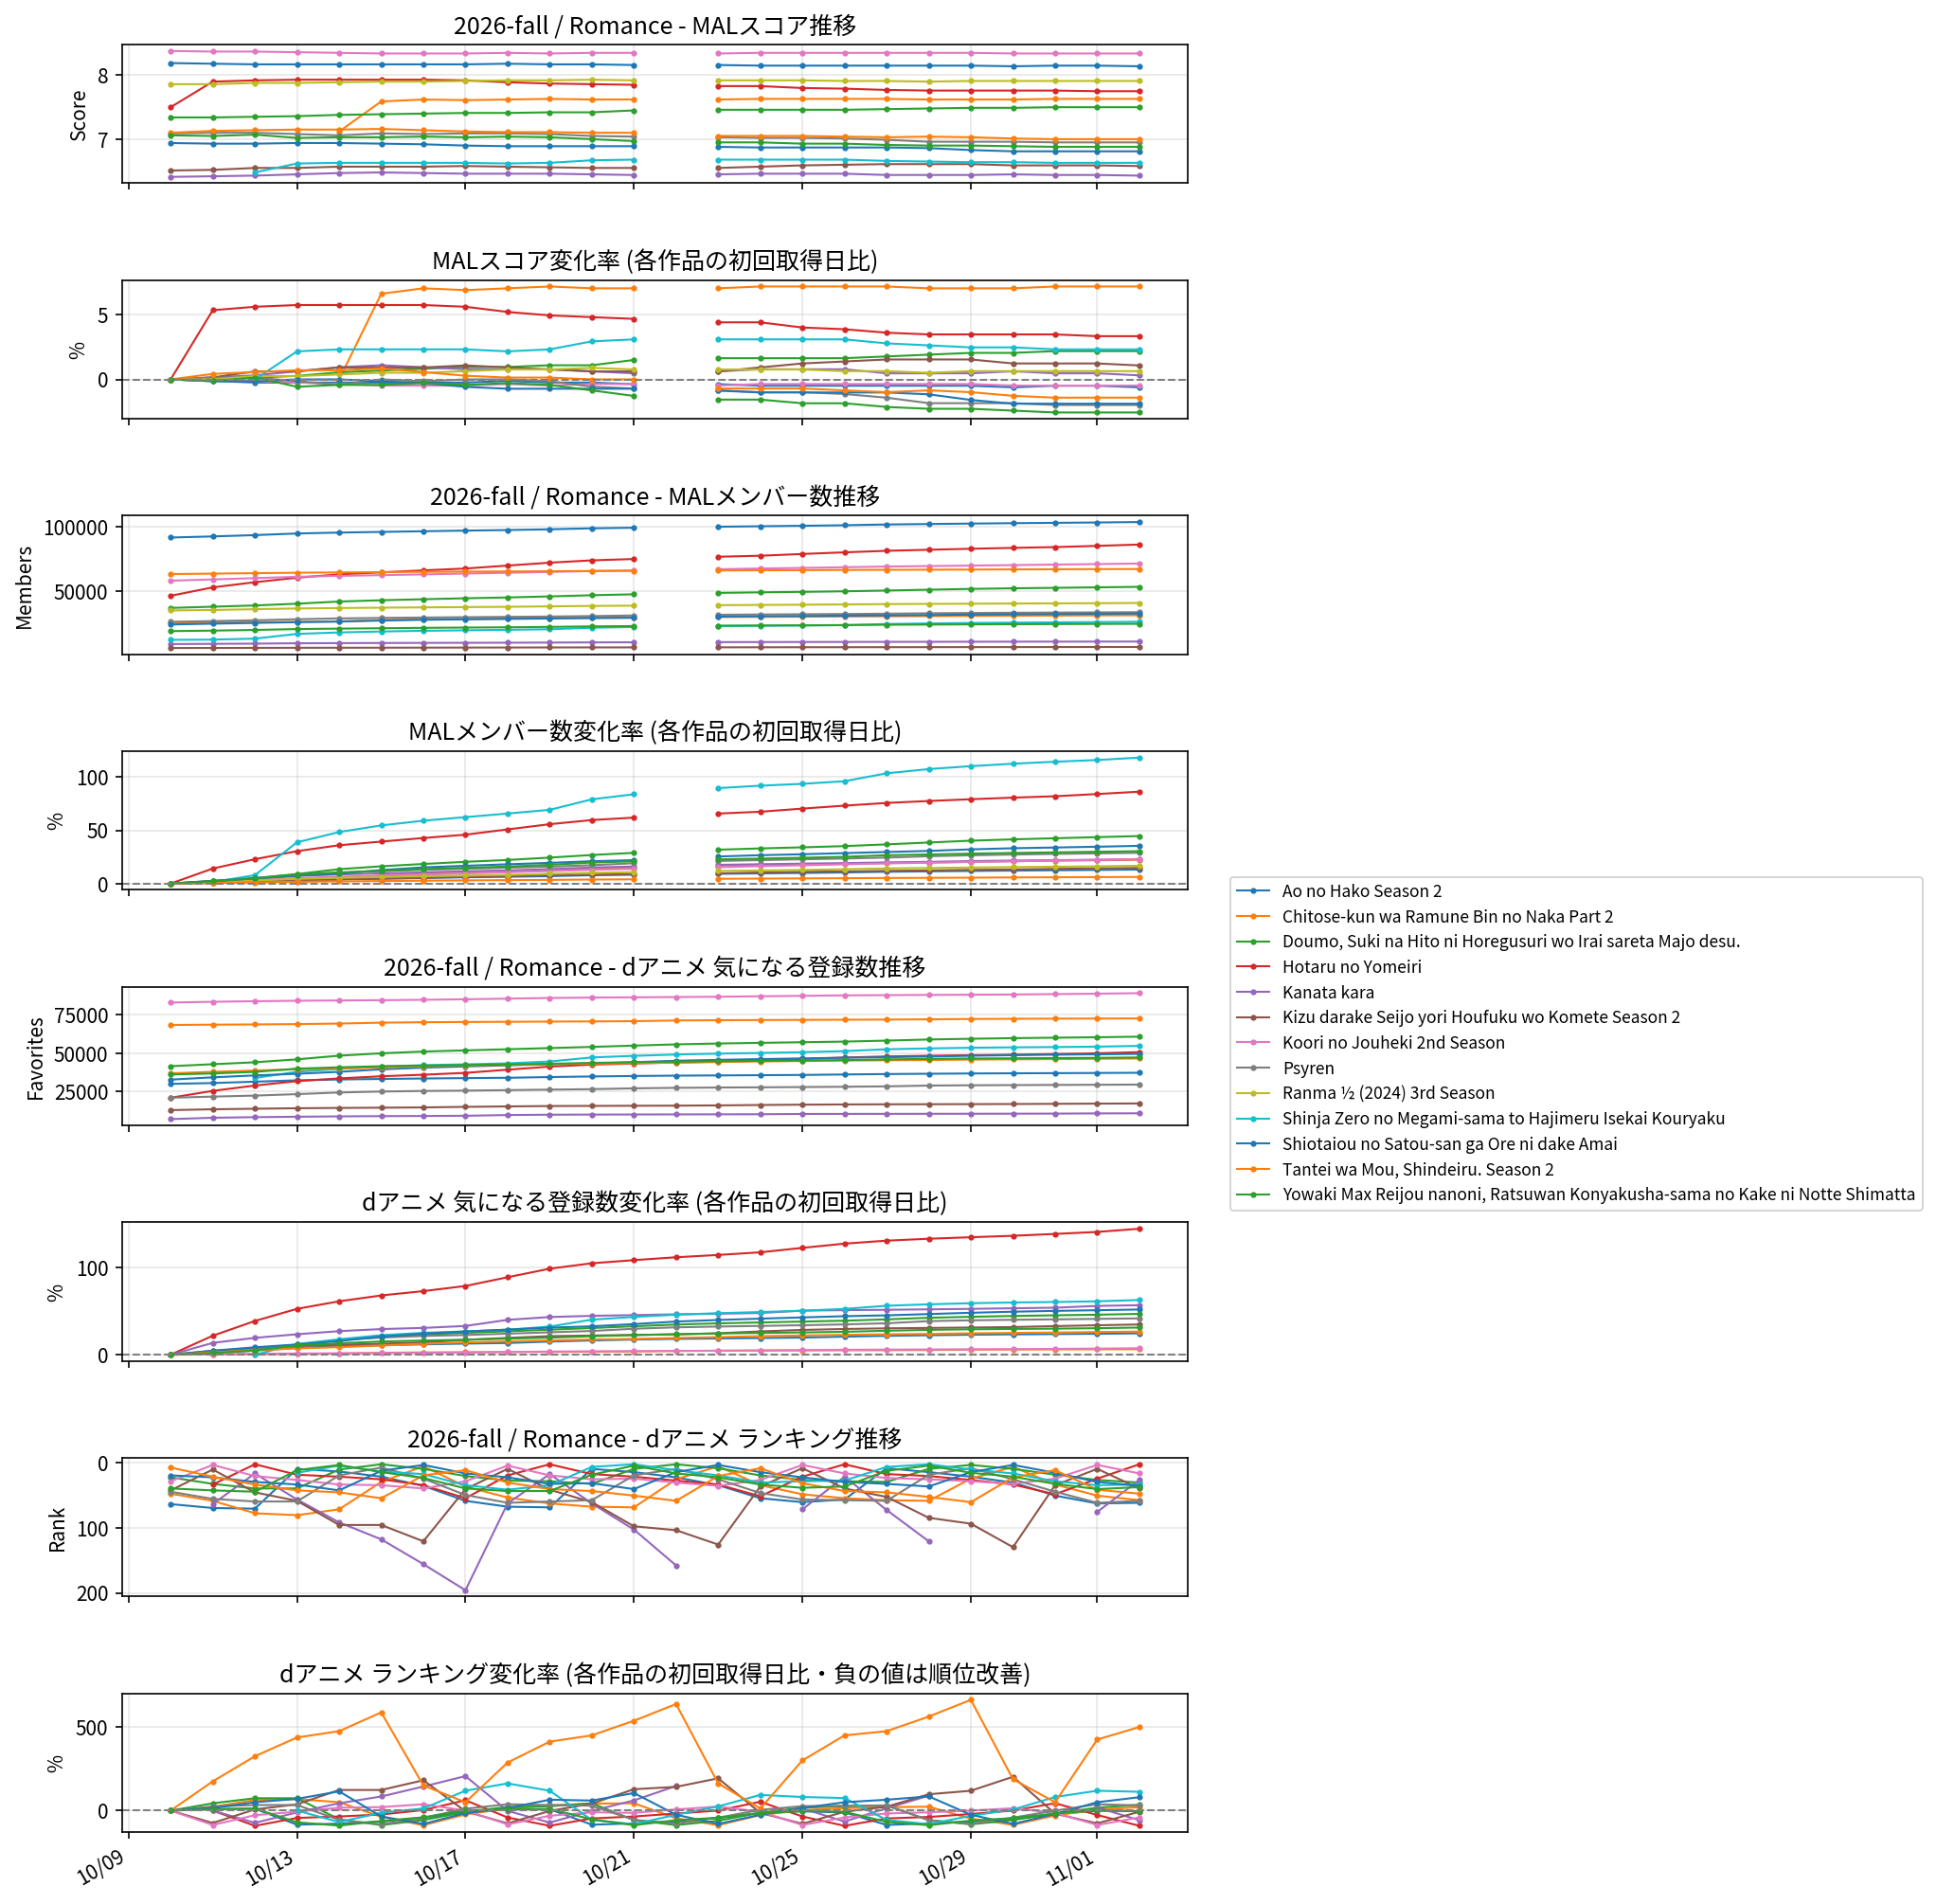 2026-fall / Romance - MALスコア推移
Score
8
7
MALスコア変化率 (各作品の初回取得日比)
%
5
0
2026-fall / Romance - MALメンバー数推移
Members
100000
50000
MALメンバー数変化率 (各作品の初回取得日比)
%
100
50
0
2026-fall / Romance - dアニメ 気になる登録数推移
Favorites
75000
50000
25000
dアニメ 気になる登録数変化率 (各作品の初回取得日比)
%
100
0
2026-fall / Romance - dアニメ ランキング推移
Rank
0
100
200
dアニメ ランキング変化率 (各作品の初回取得日比・負の値は順位改善)
%
500
0
10/09
10/13
10/17
10/21
10/25
10/29
11/01
Ao no Hako Season 2
Chitose-kun wa Ramune Bin no Naka Part 2
Doumo, Suki na Hito ni Horegusuri wo Irai sareta Majo desu.
Hotaru no Yomeiri
Kanata kara
Kizu darake Seijo yori Houfuku wo Komete Season 2
Koori no Jouheki 2nd Season
Psyren
Ranma ½ (2024) 3rd Season
Shinja Zero no Megami-sama to Hajimeru Isekai Kouryaku
Shiotaiou no Satou-san ga Ore ni dake Amai
Tantei wa Mou, Shindeiru. Season 2
Yowaki Max Reijou nanoni, Ratsuwan Konyakusha-sama no Kake ni Notte Shimatta